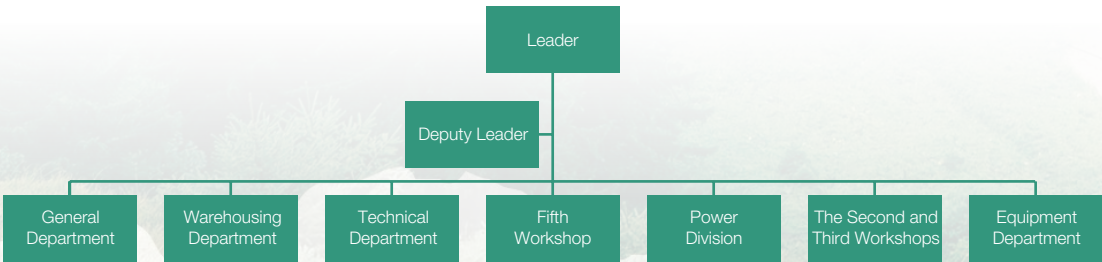 Leader
Deputy Leader
General
Department
Warehousing
Department
Technical
Department
Fifth
Workshop
Power
Division
The Second and
Third Workshops
Equipment
Department